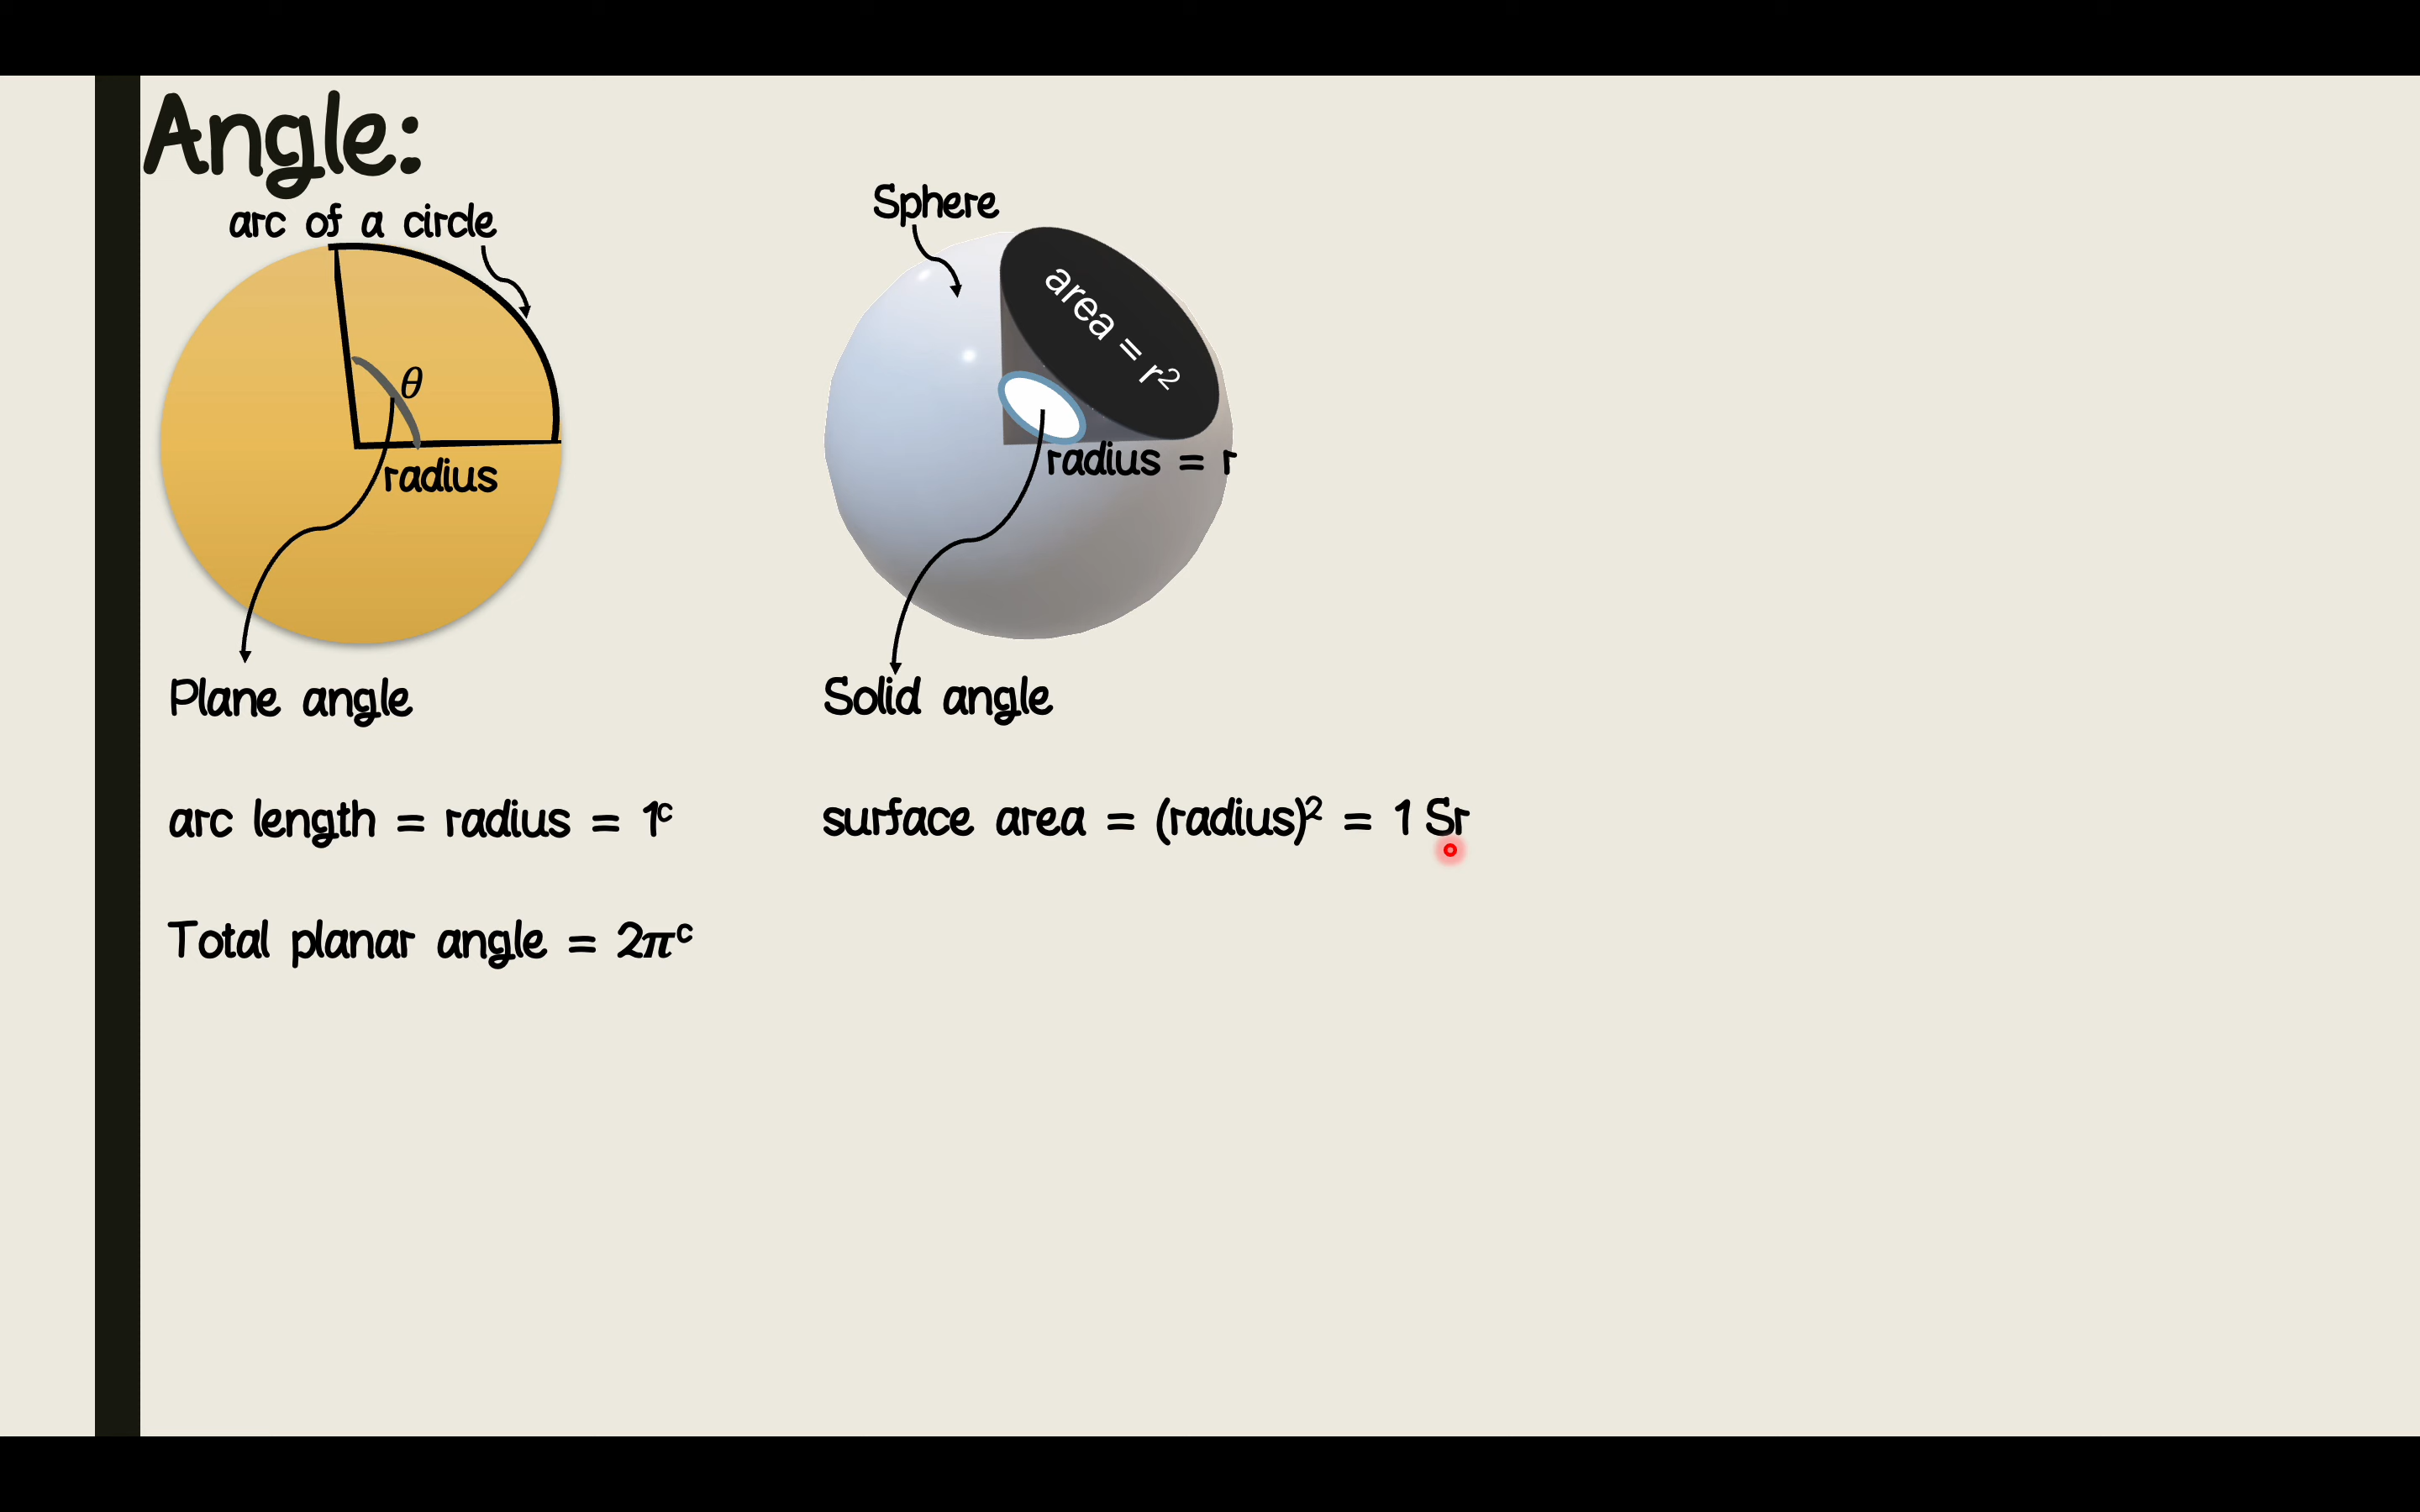 Angle:
arc of a circle
θ
radius
Plane angle
arc length = radius = 1ᶜ
Total planar angle = 2πᶜ
Sphere
area = r²
radius = r
Solid angle
surface area = (radius)² = 1 Sr